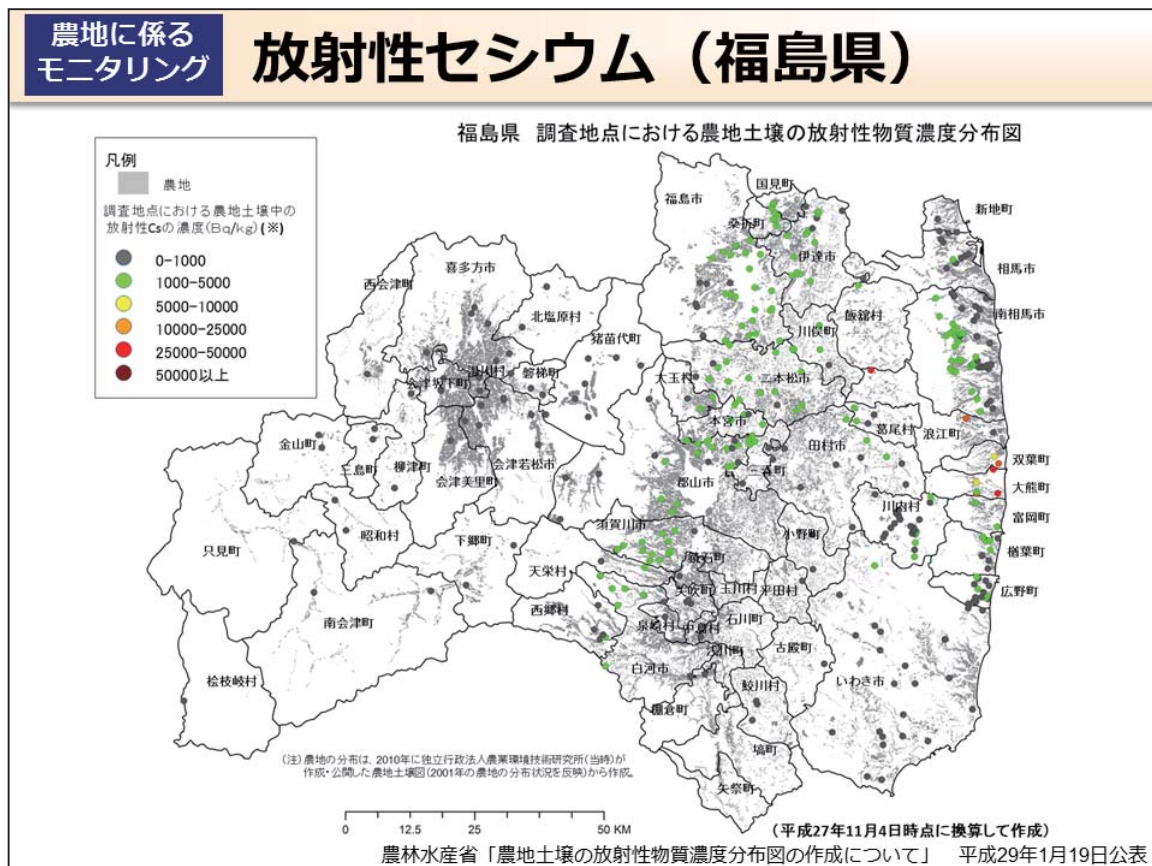 農地に係る
モニタリング
放射性セシウム（福島県）
福島県　調査地点における農地土壌の放射性物質濃度分布図
凡例
農地
調査地点における農地土壌中の
放射性Csの濃度(Bq/kg)(※)
0-1000
1000-5000
5000-10000
10000-25000
25000-50000
50000以上
国見町
福島市
桑折町
新地町
伊達市
相馬市
喜多方市
西会津町
北塩原村
飯舘村
南相馬市
川俣町
猪苗代町
湯川村
磐梯町
大玉村
二本松市
会津坂下町
本宮市
葛尾村
浪江町
金山町
田村市
双葉町
三島町
柳津町
会津若松市
三春町
会津美里町
郡山市
大熊町
川内村
富岡町
須賀川市
昭和村
下郷町
小野町
只見町
楢葉町
鏡石町
天栄村
矢吹町
玉川村
平田村
広野町
西郷村
南会津町
泉崎村
中島村
石川町
浅川町
古殿町
白河市
桧枝岐村
いわき市
鮫川村
棚倉町
塙町
矢祭町
(注)農地の分布は、2010年に独立行政法人農業環境技術研究所(当時)が
作成・公開した農地土壌図(2001年の農地の分布状況を反映)から作成。
0 12.5 25 50 KM
(平成27年11月4日時点に換算して作成)
農林水産省「農地土壌の放射性物質濃度分布図の作成について」　平成29年1月19日公表